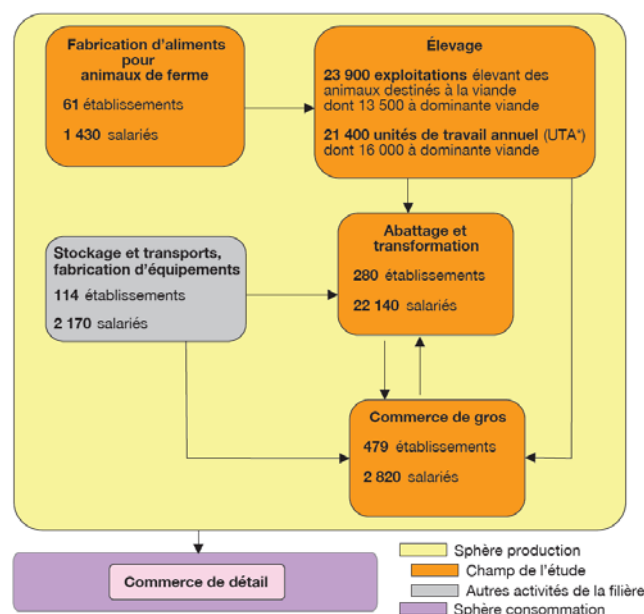 Fabrication d'aliments
pour
animaux de ferme
61 établissements
1 430 salariés
Élevage
23 900 exploitations élevant des
animaux destinés à la viande
dont 13 500 à dominante viande
21 400 unités de travail annuel (UTA*)
dont 16 000 à dominante viande
Stockage et transports,
fabrication d'équipements
114 établissements
2 170 salariés
Abattage et
transformation
280 établissements
22 140 salariés
Commerce de gros
479 établissements
2 820 salariés
Commerce de détail
Sphère production
Champ de l'étude
Autres activités de la filière
Sphère consommation